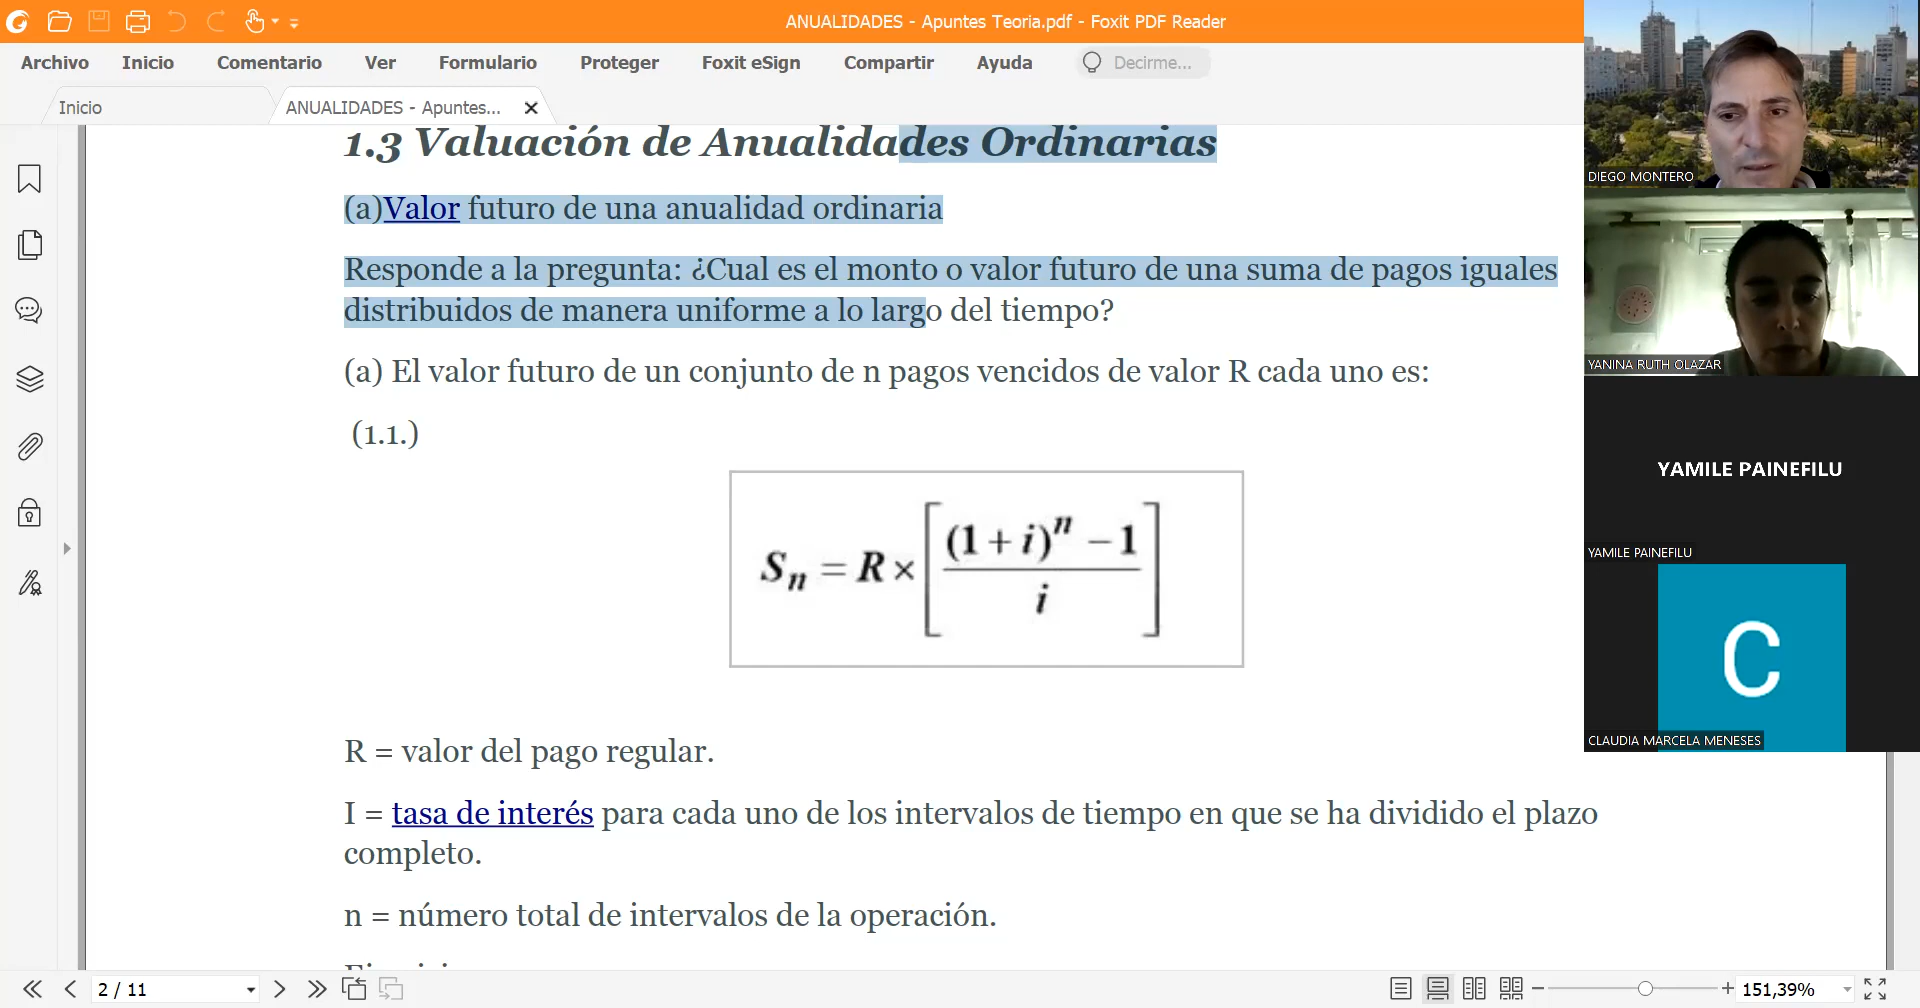 ANUALIDADES - Apuntes Teoria.pdf - Foxit PDF Reader
Archivo Inicio Comentario Ver Formulario Proteger Foxit eSign Compartir Ayuda Decirme...
Inicio ANUALIDADES - Apuntes...
1.3 Valuación de Anualidades Ordinarias
(a)Valor futuro de una anualidad ordinaria
Responde a la pregunta: ¿Cual es el monto o valor futuro de una suma de pagos iguales
distribuidos de manera uniforme a lo largo del tiempo?
(a) El valor futuro de un conjunto de n pagos vencidos de valor R cada uno es:
(1.1.)
Sₙ = R × [ ((1 + i)ⁿ − 1) / i ]
R = valor del pago regular.
I = tasa de interés para cada uno de los intervalos de tiempo en que se ha dividido el plazo
completo.
n = número total de intervalos de la operación.
2 / 11
151,39%
DIEGO MONTERO
YANINA RUTH OLAZAR
YAMILE PAINEFILU
YAMILE PAINEFILU
C
CLAUDIA MARCELA MENESES